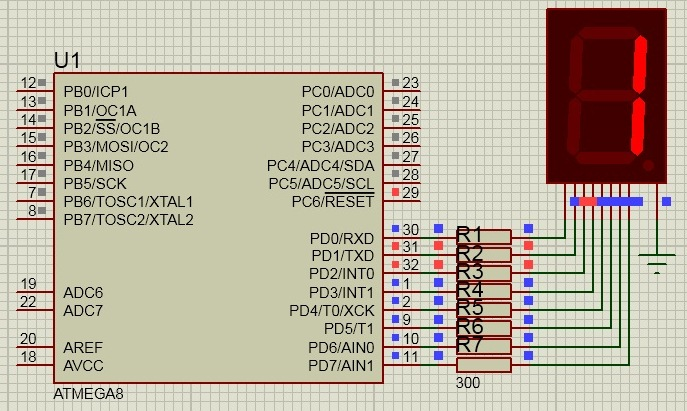 U1
12 PB0/ICP1 PC0/ADC0 23
13 PB1/OC1A PC1/ADC1 24
14 PB2/SS/OC1B PC2/ADC2 25
15 PB3/MOSI/OC2 PC3/ADC3 26
16 PB4/MISO PC4/ADC4/SDA 27
17 PB5/SCK PC5/ADC5/SCL 28
7 PB6/TOSC1/XTAL1 PC6/RESET 29
8 PB7/TOSC2/XTAL2
PD0/RXD 30 R1
PD1/TXD 31 R2
PD2/INT0 32 R3
19 ADC6 PD3/INT1 1 R4
22 ADC7 PD4/T0/XCK 2 R5
PD5/T1 9 R6
20 AREF PD6/AIN0 10 R7
18 AVCC PD7/AIN1 11
300
ATMEGA8
1